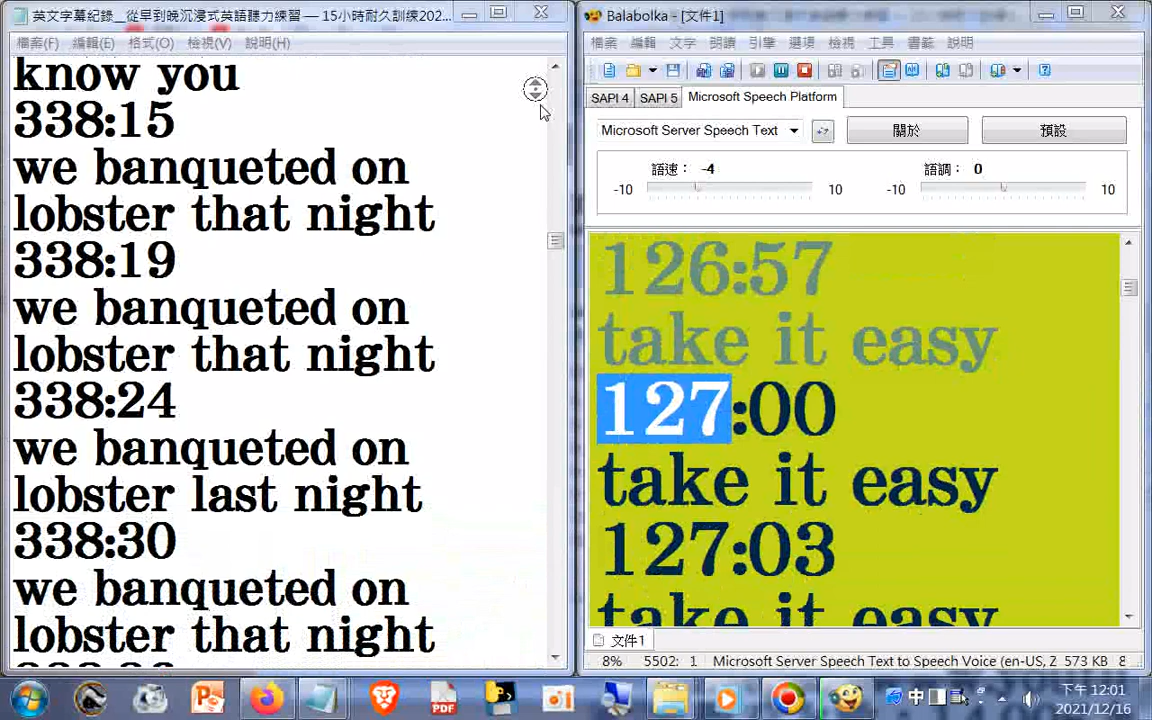 英文字幕紀錄__從早到晚沉浸式英語聽力練習 — 15小時耐久訓練202...
檔案(F) 編輯(E) 格式(O) 檢視(V) 說明(H)
know you
338:15
we banqueted on
lobster that night
338:19
we banqueted on
lobster that night
338:24
we banqueted on
lobster last night
338:30
we banqueted on
lobster that night
Balabolka - [文件1]
檔案 編輯 文字 朗讀 引擎 選項 檢視 工具 書籤 說明
SAPI 4 SAPI 5 Microsoft Speech Platform
Microsoft Server Speech Text 關於 預設
語速： -4 語調： 0
-10 10 -10 10
126:57
take it easy
127:00
take it easy
127:03
take it easy
文件1
8% 5502: 1 Microsoft Server Speech Text to Speech Voice (en-US, 2 573 KB 8
PDF 中 下午 12:01
2021/12/16